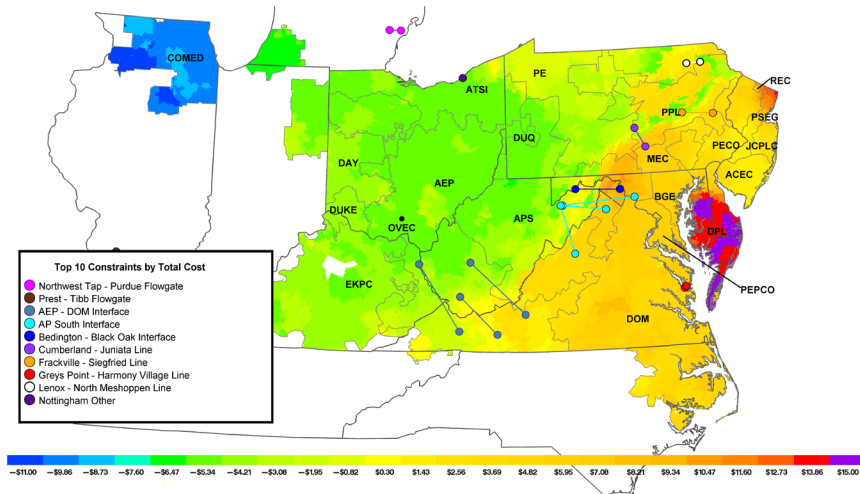 COMED
ATSI
PE
REC
PPL
PSEG
DUQ
MEC
PECO
JCPLC
DAY
AEP
ACEC
DUKE
APS
BGE
OVEC
DPL
EKPC
PEPCO
DOM
Top 10 Constraints by Total Cost
Northwest Tap - Purdue Flowgate
Prest - Tibb Flowgate
AEP - DOM Interface
AP South Interface
Bedington - Black Oak Interface
Cumberland - Juniata Line
Frackville - Siegfried Line
Greys Point - Harmony Village Line
Lenox - North Meshoppen Line
Nottingham Other
–$11.00 –$9.86 –$8.73 –$7.60 –$6.47 –$5.34 –$4.21 –$3.08 –$1.95 –$0.82 $0.30 $1.43 $2.56 $3.69 $4.82 $5.95 $7.08 $8.21 $9.34 $10.47 $11.60 $12.73 $13.86 $15.00